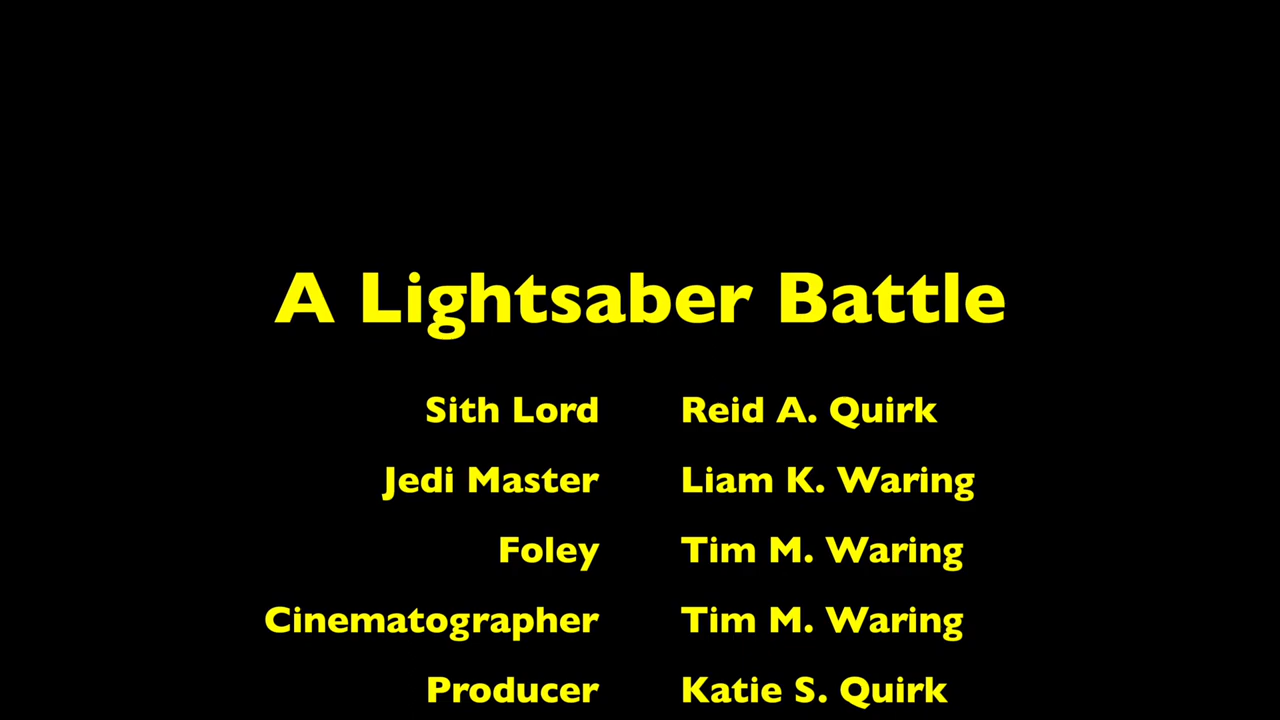 A Lightsaber Battle
Sith Lord Reid A. Quirk
Jedi Master Liam K. Waring
Foley Tim M. Waring
Cinematographer Tim M. Waring
Producer Katie S. Quirk